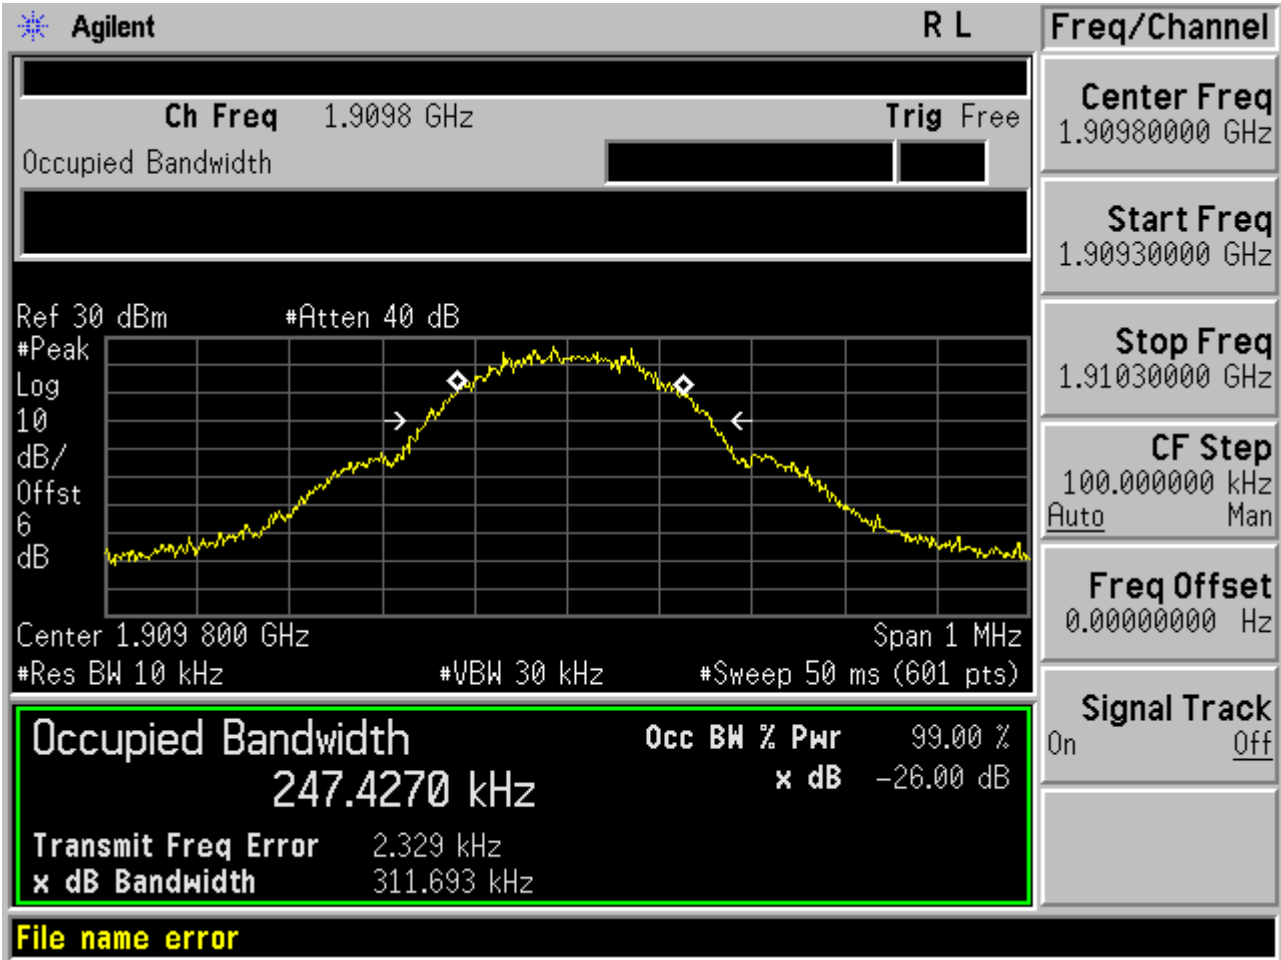 Agilent R L Freq/Channel
Ch Freq 1.9098 GHz Trig Free
Occupied Bandwidth
Center Freq
1.90980000 GHz
Start Freq
1.90930000 GHz
Stop Freq
1.91030000 GHz
CF Step
100.000000 kHz
Auto Man
Freq Offset
0.00000000 Hz
Signal Track
On Off
Ref 30 dBm #Atten 40 dB
#Peak
Log
10
dB/
Offst
6
dB
Center 1.909 800 GHz Span 1 MHz
#Res BW 10 kHz #VBW 30 kHz #Sweep 50 ms (601 pts)
Occupied Bandwidth Occ BW % Pwr 99.00 %
247.4270 kHz x dB -26.00 dB
Transmit Freq Error 2.329 kHz
x dB Bandwidth 311.693 kHz
File name error